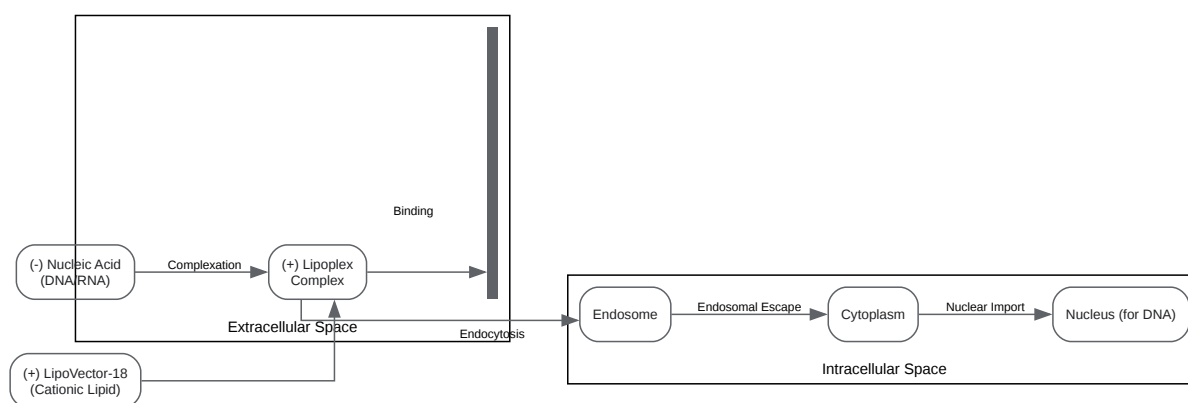 Binding
(-) Nucleic Acid
(DNA/RNA)
Complexation
(+) Lipoplex
Complex
Extracellular Space
Endocytosis
(+) LipoVector-18
(Cationic Lipid)
Endosome
Endosomal Escape
Cytoplasm
Nuclear Import
Nucleus (for DNA)
Intracellular Space